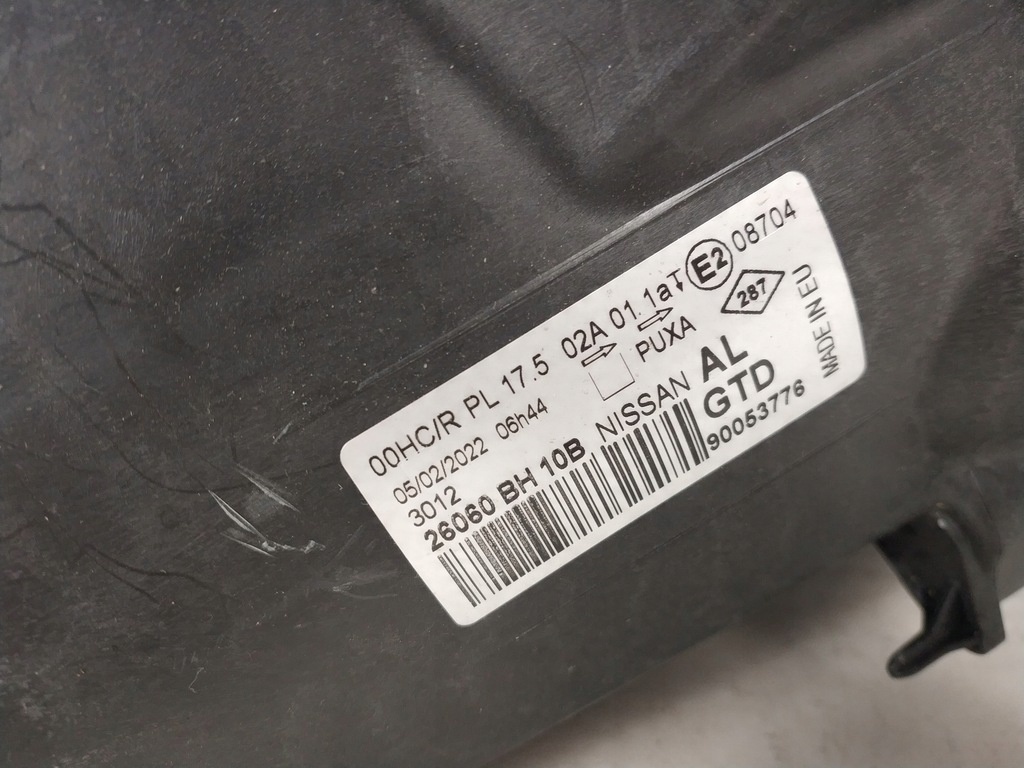 00HC/R PL 17.5 02A 01 1a E2 08704
05/02/2022 06h44 PUXA 287
3012
26060 BH 10B NISSAN AL
GTD
90053776
MADE IN EU